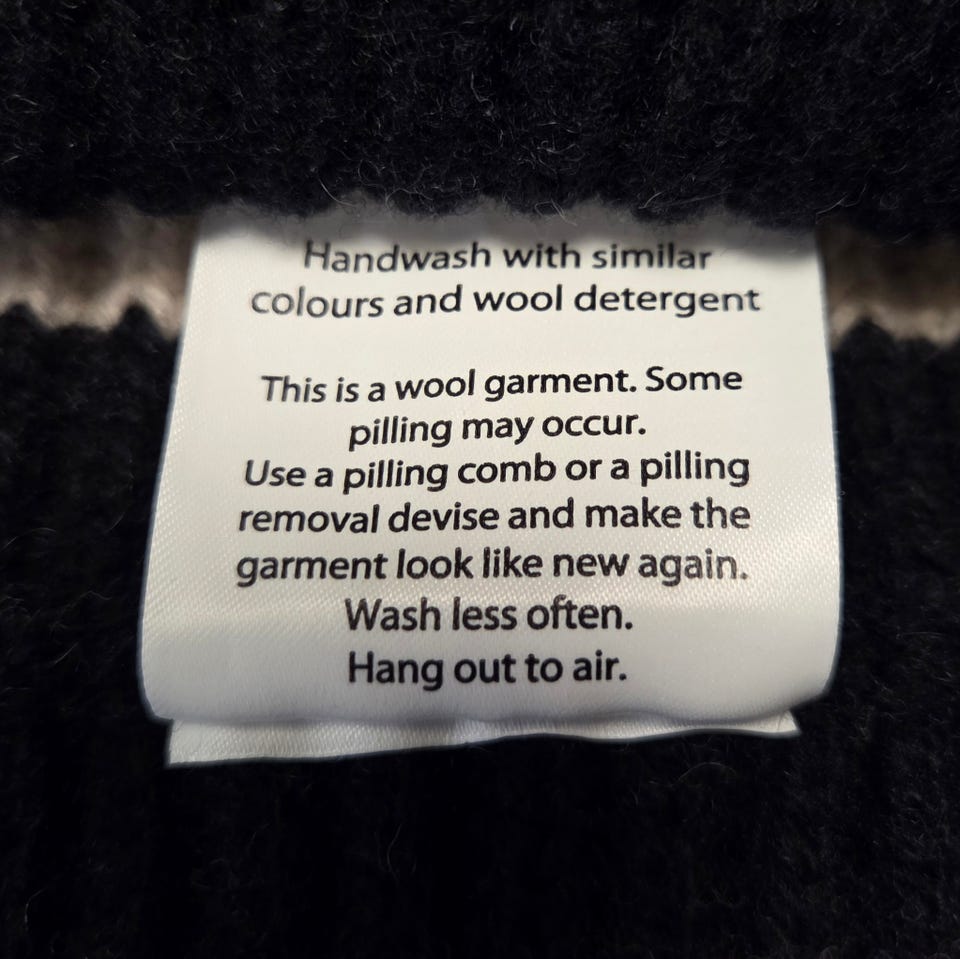 Handwash with similar
colours and wool detergent
This is a wool garment. Some
pilling may occur.
Use a pilling comb or a pilling
removal devise and make the
garment look like new again.
Wash less often.
Hang out to air.